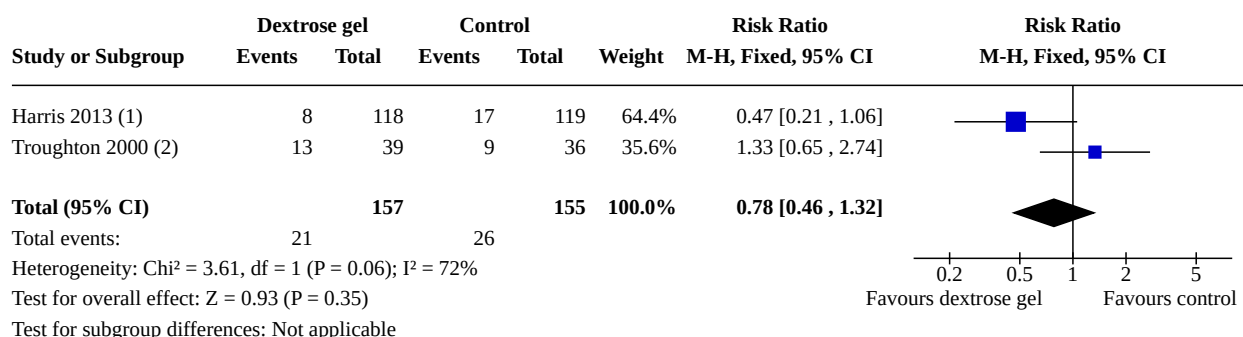 Dextrose gel Control Risk Ratio Risk Ratio
Study or Subgroup Events Total Events Total Weight M-H, Fixed, 95% CI M-H, Fixed, 95% CI
Harris 2013 (1) 8 118 17 119 64.4% 0.47 [0.21 , 1.06]
Troughton 2000 (2) 13 39 9 36 35.6% 1.33 [0.65 , 2.74]
Total (95% CI) 157 155 100.0% 0.78 [0.46 , 1.32]
Total events: 21 26
Heterogeneity: Chi² = 3.61, df = 1 (P = 0.06); I² = 72%
0.2 0.5 1 2 5
Test for overall effect: Z = 0.93 (P = 0.35)
Favours dextrose gel Favours control
Test for subgroup differences: Not applicable